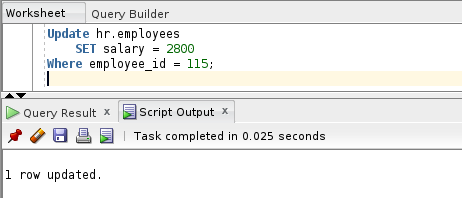 Worksheet Query Builder
Update hr.employees
SET salary = 2800
Where employee_id = 115;
Query Result x Script Output x
Task completed in 0.025 seconds
1 row updated.